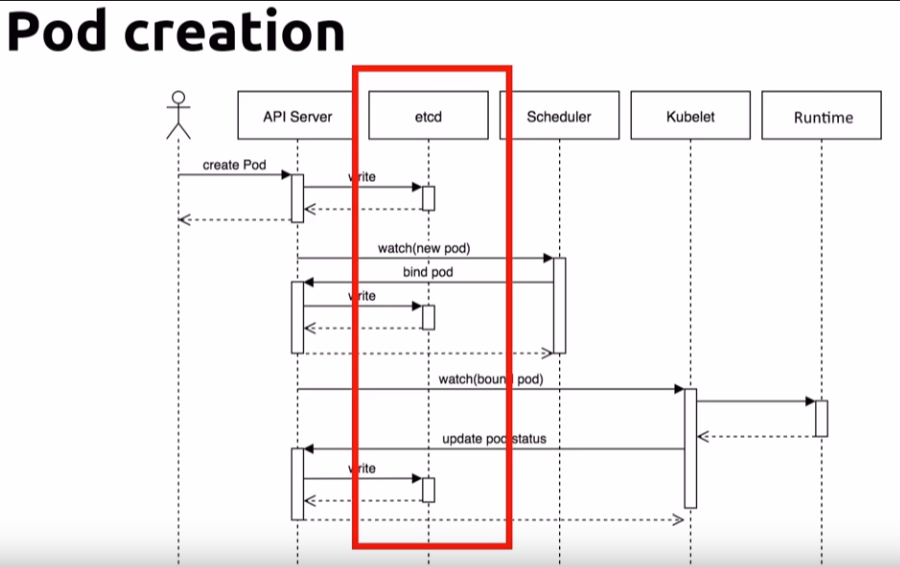 Pod creation
API Server
etcd
Scheduler
Kubelet
Runtime
create Pod
write
watch(new pod)
bind pod
write
watch(bound pod)
update pod status
write